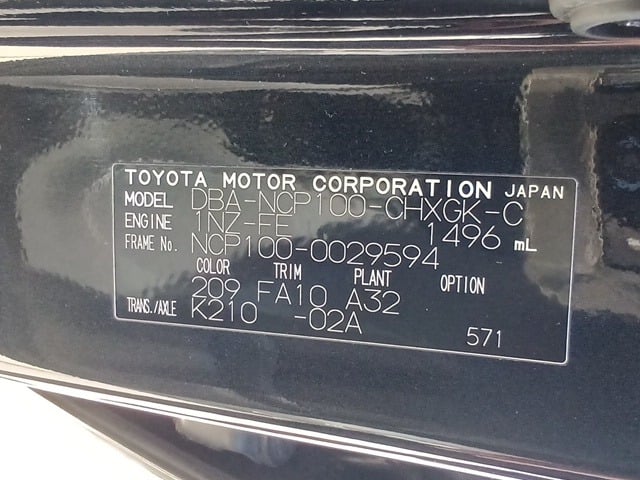 TOYOTA MOTOR CORPORATION JAPAN
MODEL DBA-NCP100-CHXGK-C
ENGINE 1NZ-FE 1496 mL
FRAME No. NCP100-0029594
COLOR TRIM PLANT OPTION
209 FA10 A32
TRANS./AXLE K210 -02A
571